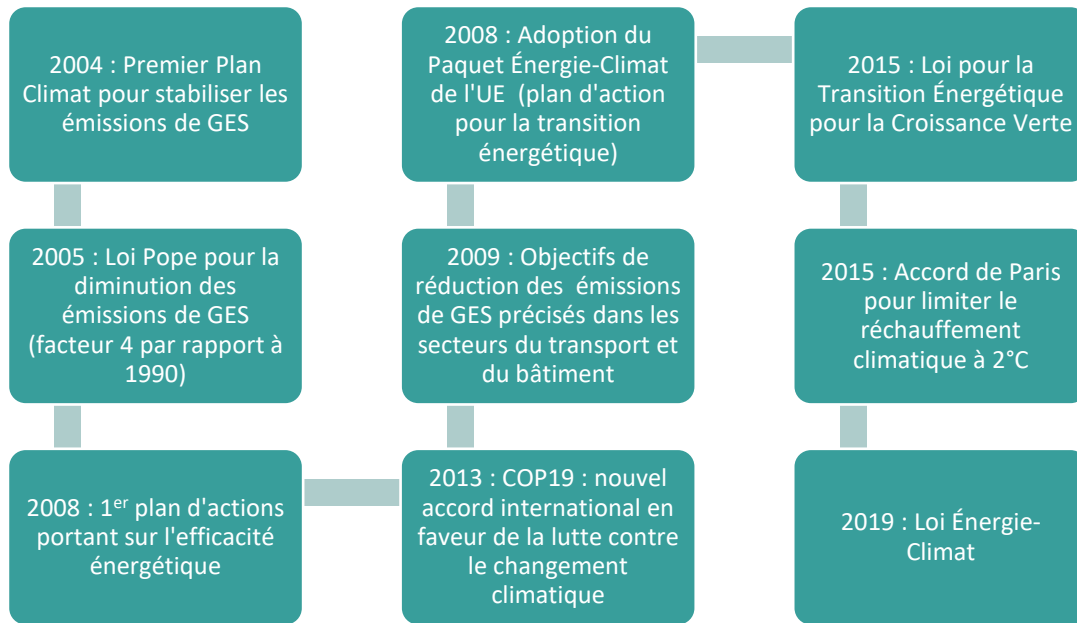 2004 : Premier Plan
Climat pour stabiliser les
émissions de GES
2005 : Loi Pope pour la
diminution des
émissions de GES
(facteur 4 par rapport à
1990)
2008 : 1er plan d'actions
portant sur l'efficacité
énergétique
2008 : Adoption du
Paquet Énergie-Climat
de l'UE (plan d'action
pour la transition
énergétique)
2009 : Objectifs de
réduction des émissions
de GES précisés dans les
secteurs du transport et
du bâtiment
2013 : COP19 : nouvel
accord international en
faveur de la lutte contre
le changement
climatique
2015 : Loi pour la
Transition Énergétique
pour la Croissance Verte
2015 : Accord de Paris
pour limiter le
réchauffement
climatique à 2°C
2019 : Loi Énergie-
Climat